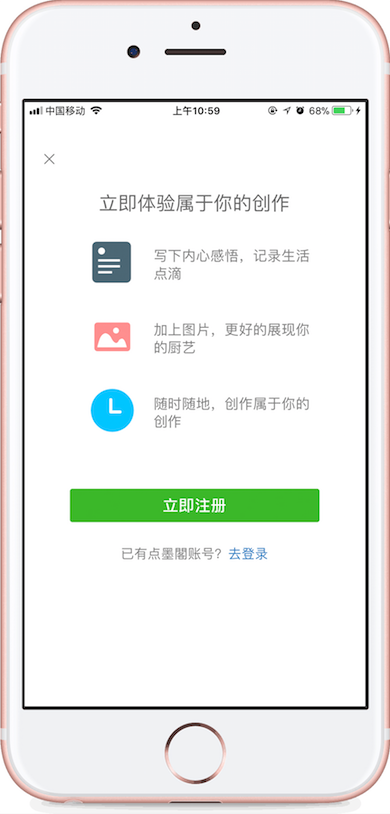 中国移动 上午10:59 68%
立即体验属于你的创作
写下内心感悟，记录生活
点滴
加上图片，更好的展现你
的厨艺
随时随地，创作属于你的
创作
立即注册
已有点墨閣账号？去登录